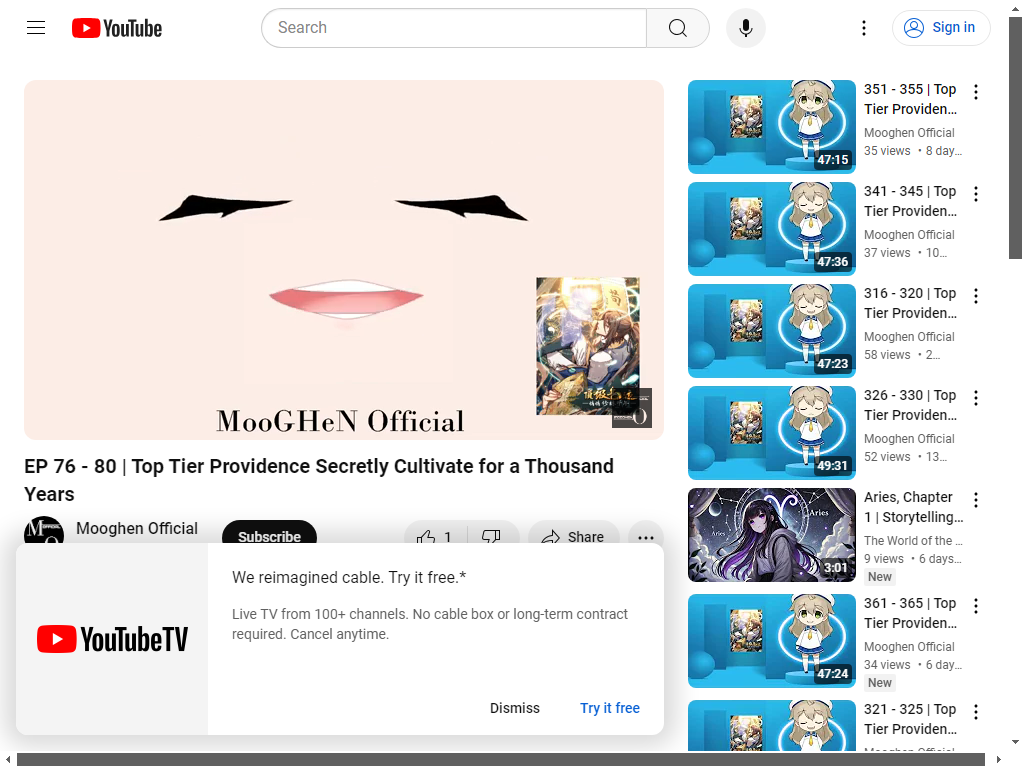 YouTube
Search
Sign in
MooGHeN Official
EP 76 - 80 | Top Tier Providence Secretly Cultivate for a Thousand
Years
Mooghen Official
Subscribe
1
Share
We reimagined cable. Try it free.*
Live TV from 100+ channels. No cable box or long-term contract
required. Cancel anytime.
YouTubeTV
Dismiss
Try it free
47:15
351 - 355 | Top
Tier Providen…
Mooghen Official
35 views • 8 day…
47:36
341 - 345 | Top
Tier Providen…
Mooghen Official
37 views • 10…
47:23
316 - 320 | Top
Tier Providen…
Mooghen Official
58 views • 2…
49:31
326 - 330 | Top
Tier Providen…
Mooghen Official
52 views • 13…
Aries
Aries
3:01
Aries, Chapter
1 | Storytelling…
The World of the …
9 views • 6 days…
New
47:24
361 - 365 | Top
Tier Providen…
Mooghen Official
34 views • 6 day…
New
321 - 325 | Top
Tier Providen…